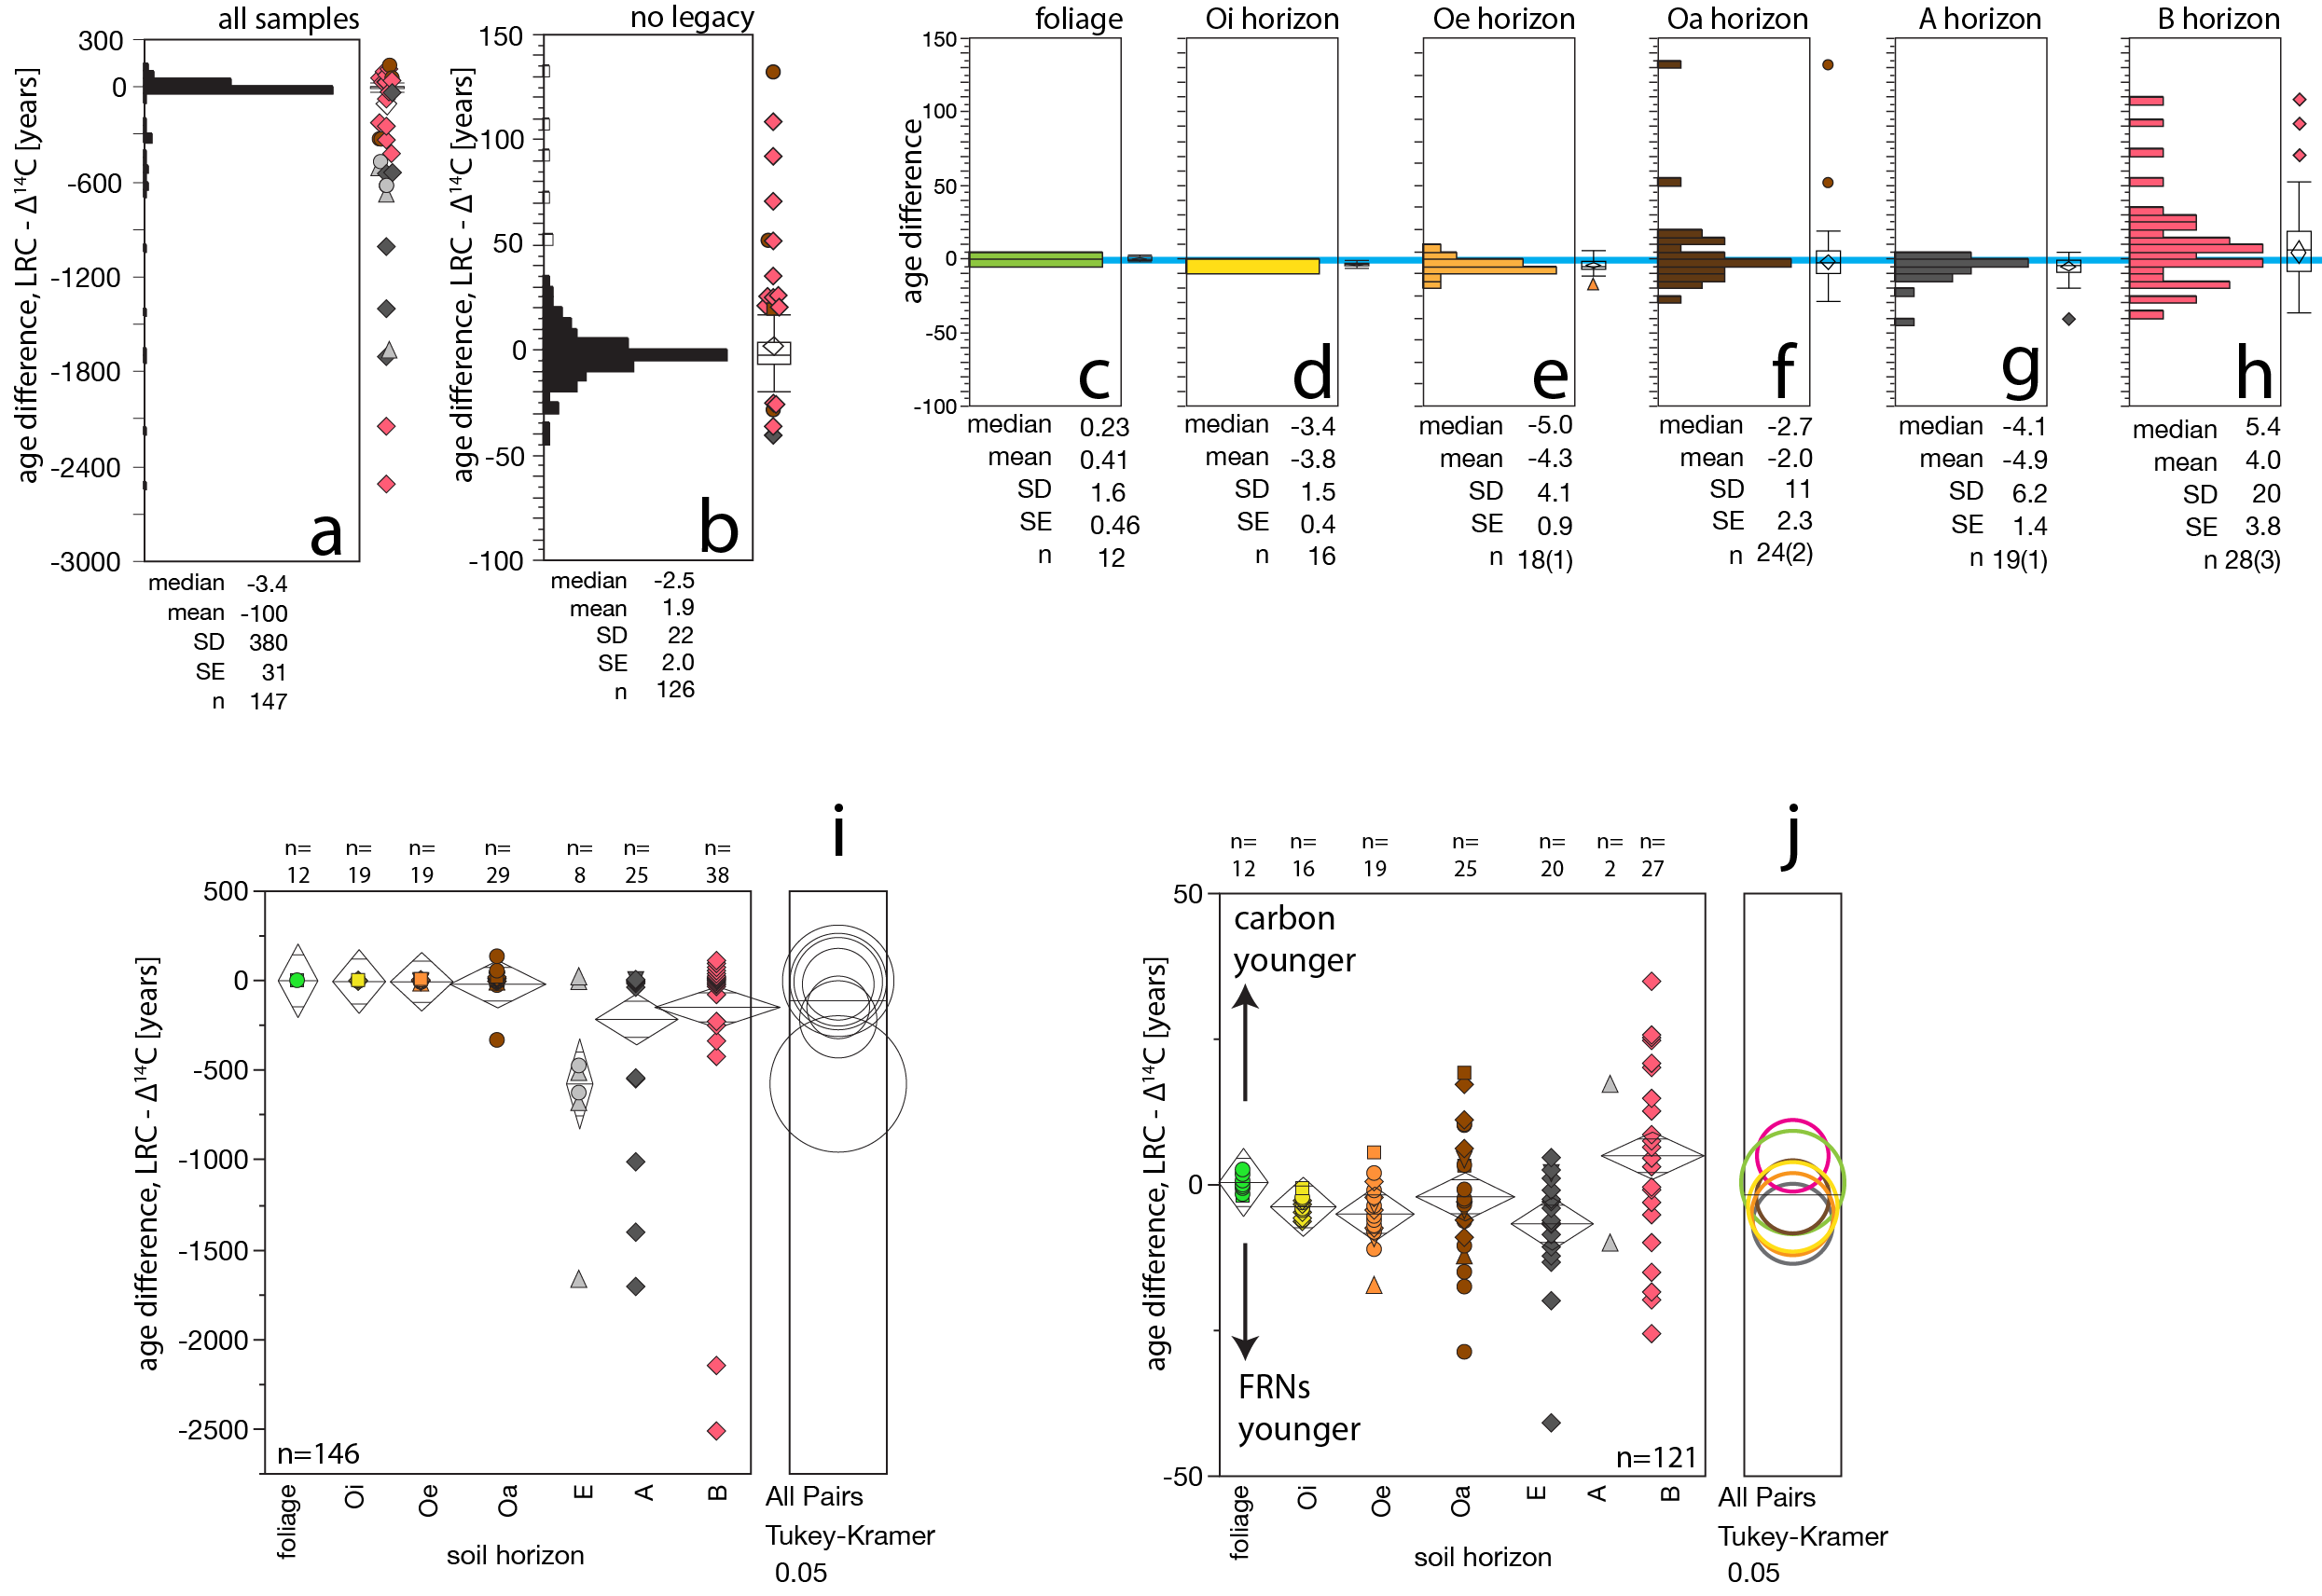 all samples
300
0
-600
-1200
-1800
-2400
-3000
age difference, LRC - Δ¹⁴C [years]
a
median -3.4
mean -100
SD 380
SE 31
n 147
no legacy
150
100
50
0
-50
-100
age difference, LRC - Δ¹⁴C [years]
b
median -2.5
mean 1.9
SD 22
SE 2.0
n 126
foliage
150
100
50
0
-50
-100
age difference
c
median 0.23
mean 0.41
SD 1.6
SE 0.46
n 12
Oi horizon
d
median -3.4
mean -3.8
SD 1.5
SE 0.4
n 16
Oe horizon
e
median -5.0
mean -4.3
SD 4.1
SE 0.9
n 18(1)
Oa horizon
f
median -2.7
mean -2.0
SD 11
SE 2.3
n 24(2)
A horizon
g
median -4.1
mean -4.9
SD 6.2
SE 1.4
n 19(1)
B horizon
h
median 5.4
mean 4.0
SD 20
SE 3.8
n 28(3)
i
n= n= n= n= n= n= n=
12 19 19 29 8 25 38
500
0
-500
-1000
-1500
-2000
-2500
age difference, LRC - Δ¹⁴C [years]
n=146
foliage Oi Oe Oa E A B
soil horizon
All Pairs
Tukey-Kramer
0.05
j
n= n= n= n= n= n= n=
12 16 19 25 20 2 27
50
0
-50
age difference, LRC - Δ¹⁴C [years]
carbon
younger
FRNs
younger
n=121
foliage Oi Oe Oa E A B
soil horizon
All Pairs
Tukey-Kramer
0.05